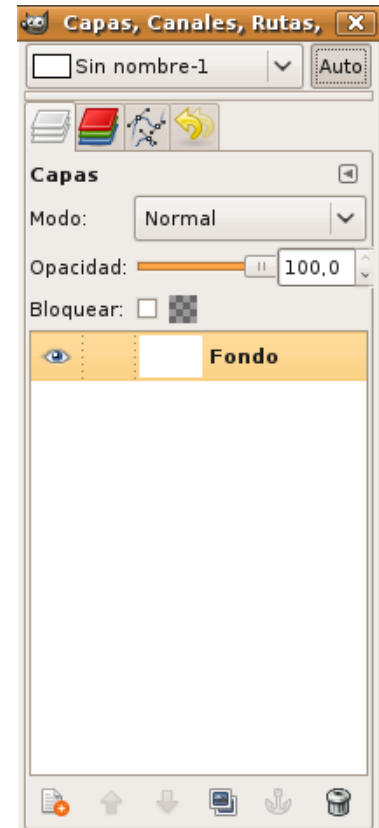 Capas, Canales, Rutas,
Sin nombre-1 Auto
Capas
Modo: Normal
Opacidad: 100,0
Bloquear:
Fondo